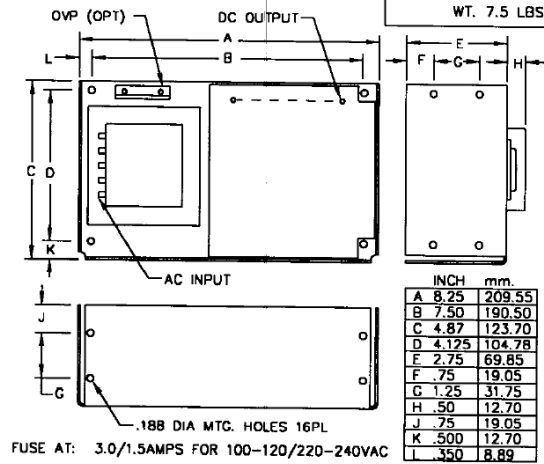 WT. 7.5 LBS
OVP (OPT)
DC OUTPUT
A
L
B
E
F
G
H
C
D
K
AC INPUT
J
G
.188 DIA MTG. HOLES 16PL
FUSE AT: 3.0/1.5AMPS FOR 100-120/220-240VAC
INCH mm.
A 8.25 209.55
B 7.50 190.50
C 4.87 123.70
D 4.125 104.78
E 2.75 69.85
F .75 19.05
G 1.25 31.75
H .50 12.70
J .75 19.05
K .500 12.70
L .350 8.89